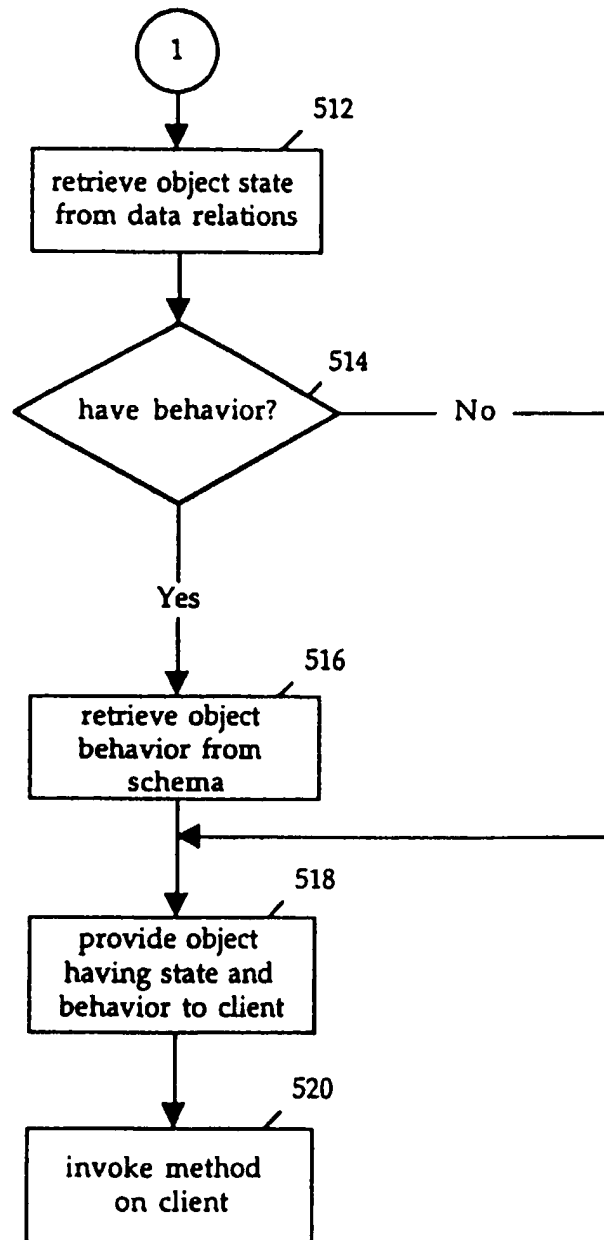 1
512
retrieve object state
from data relations
514
have behavior?
No
Yes
516
retrieve object
behavior from
schema
518
provide object
having state and
behavior to client
520
invoke method
on client